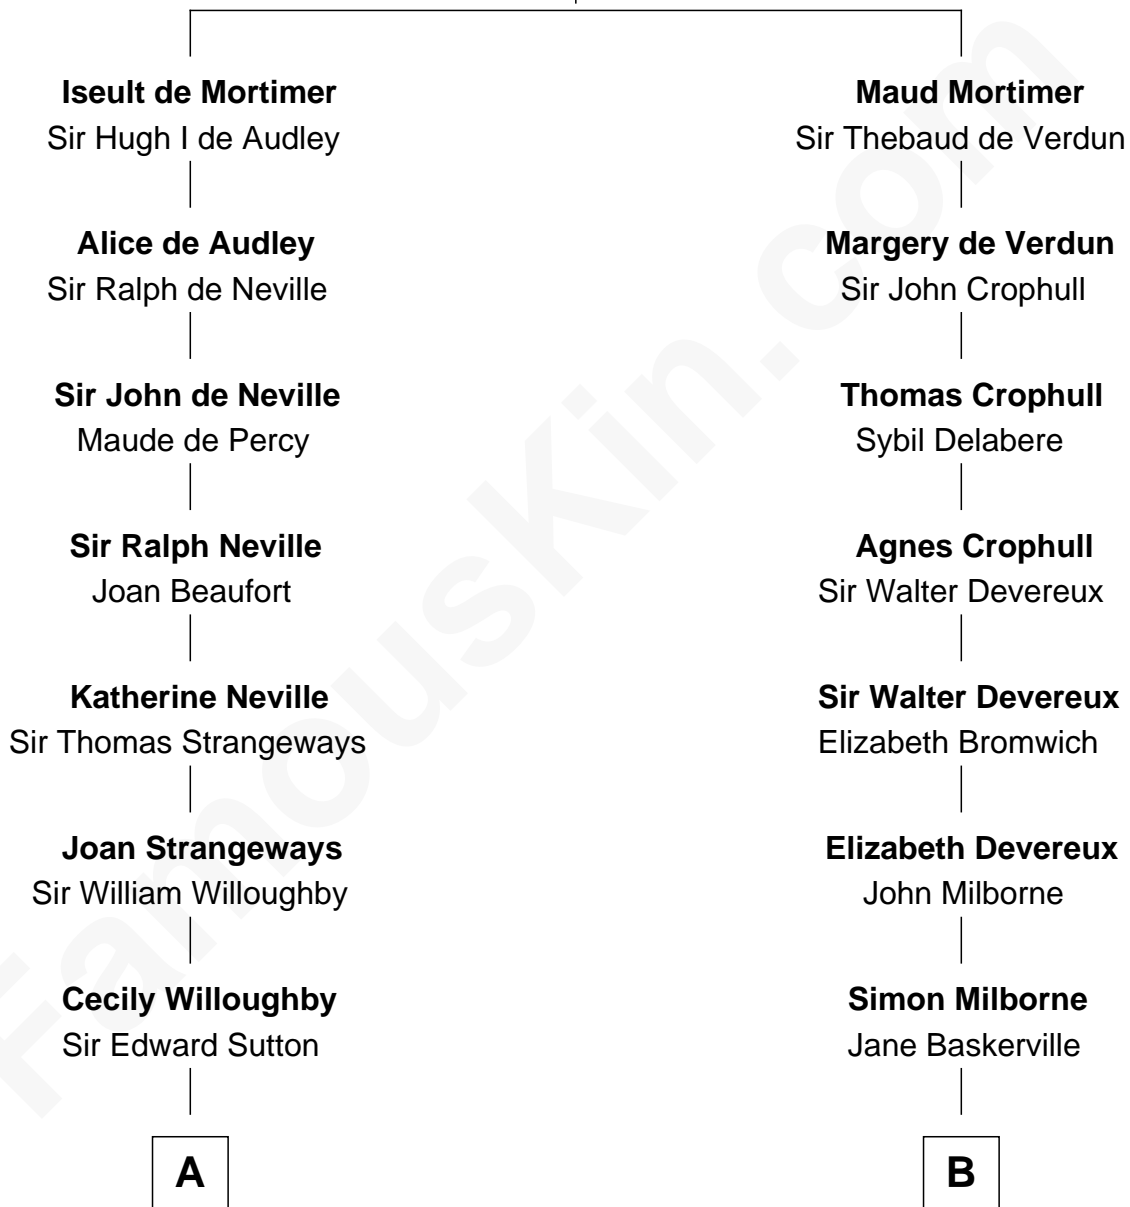 Iseult de Mortimer
Sir Hugh I de Audley
Maud Mortimer
Sir Thebaud de Verdun
Alice de Audley
Sir Ralph de Neville
Margery de Verdun
Sir John Crophull
Sir John de Neville
Maude de Percy
Thomas Crophull
Sybil Delabere
Sir Ralph Neville
Joan Beaufort
Agnes Crophull
Sir Walter Devereux
Katherine Neville
Sir Thomas Strangeways
Sir Walter Devereux
Elizabeth Bromwich
Joan Strangeways
Sir William Willoughby
Elizabeth Devereux
John Milborne
Cecily Willoughby
Sir Edward Sutton
Simon Milborne
Jane Baskerville
A
B
FamousKin.com